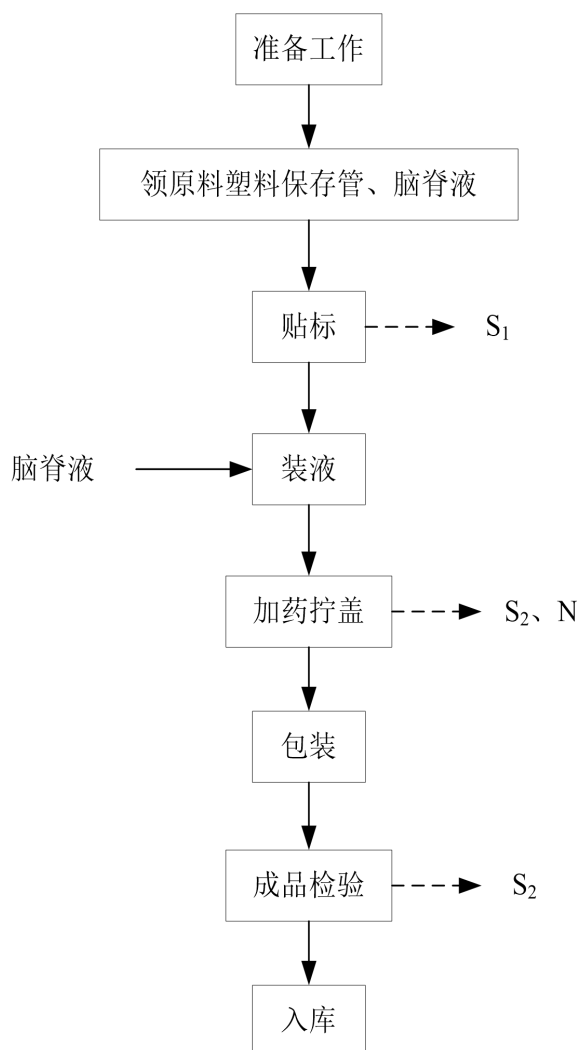 准备工作
领原料塑料保存管、脑脊液
贴标
S₁
脑脊液
装液
加药拧盖
S₂、N
包装
成品检验
S₂
入库